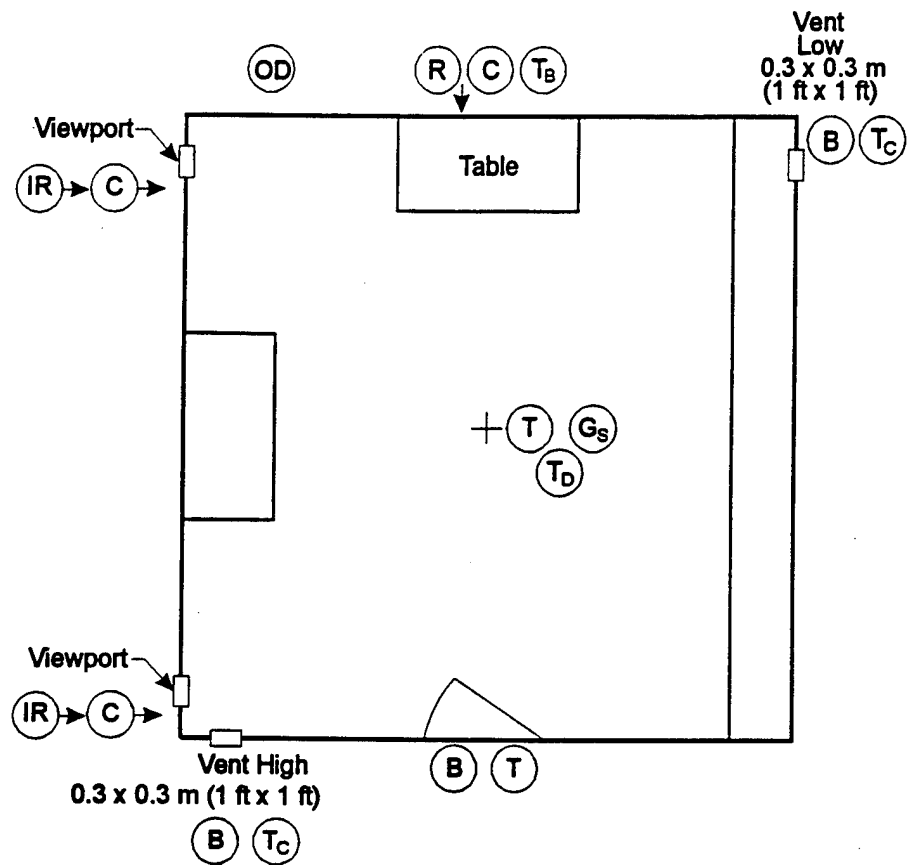 Vent
Low
0.3 x 0.3 m
(1 ft x 1 ft)
OD
R C TB
B TC
Viewport
IR C
Table
T GS
TD
Viewport
IR C
Vent High
0.3 x 0.3 m (1 ft x 1 ft)
B T
B TC